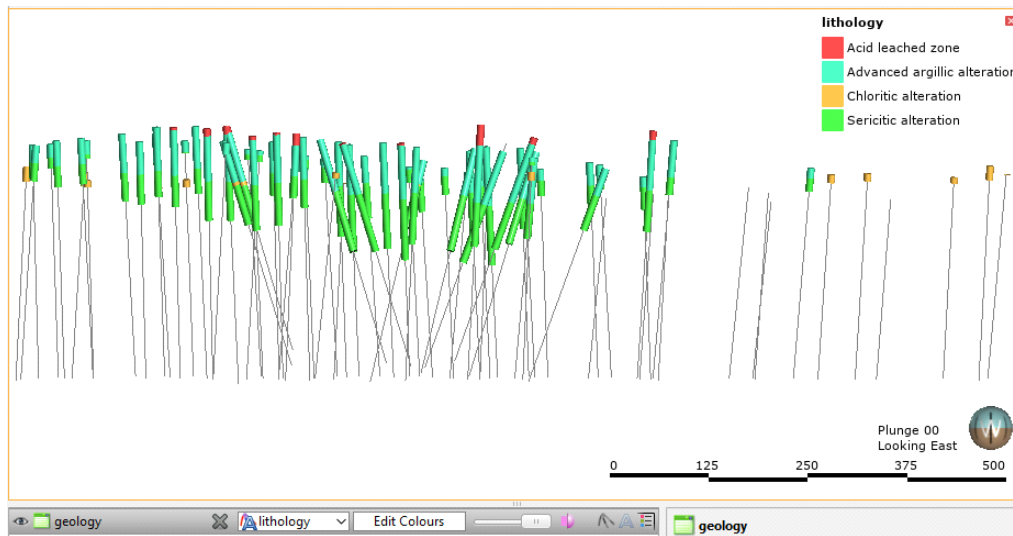 lithology
Acid leached zone
Advanced argillic alteration
Chloritic alteration
Sericitic alteration
Plunge 00
Looking East
W
0 125 250 375 500
geology
lithology
Edit Colours
geology